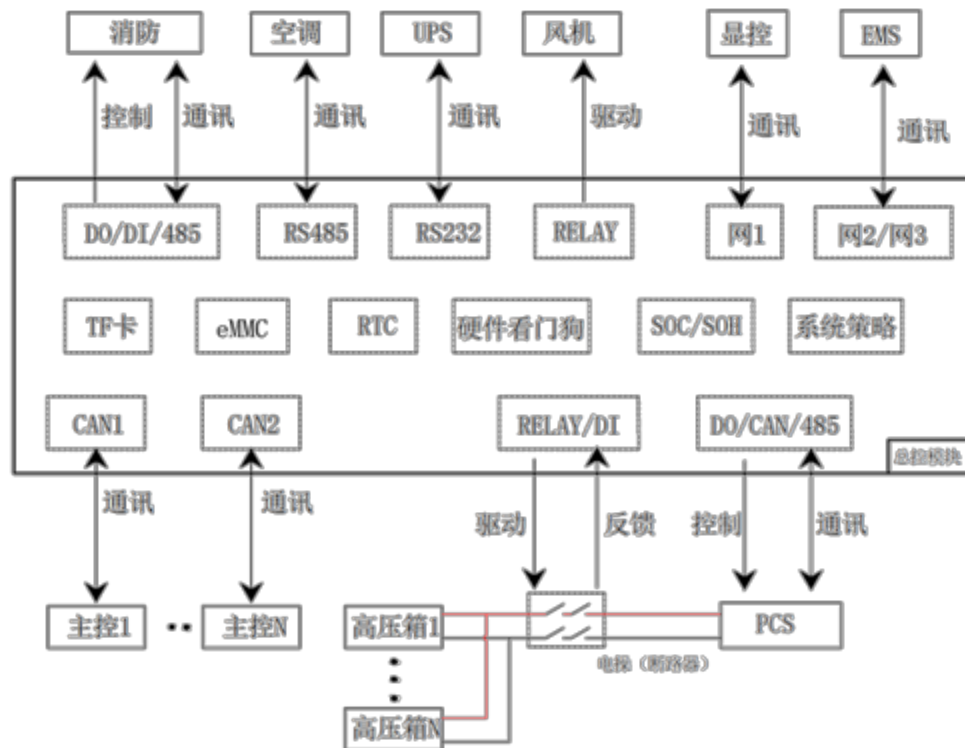 消防 空调 UPS 风机 显控 EMS
控制 通讯 通讯 通讯 驱动 通讯 通讯
DO/DI/485 RS485 RS232 RELAY 网1 网2/网3
TF卡 eMMC RTC 硬件看门狗 SOC/SOH 系统策略
CAN1 CAN2 RELAY/DI DO/CAN/485
总控模块
通讯 通讯 驱动 反馈 控制 通讯
主控1 主控N 高压箱1 PCS
电操（断路器）
高压箱N